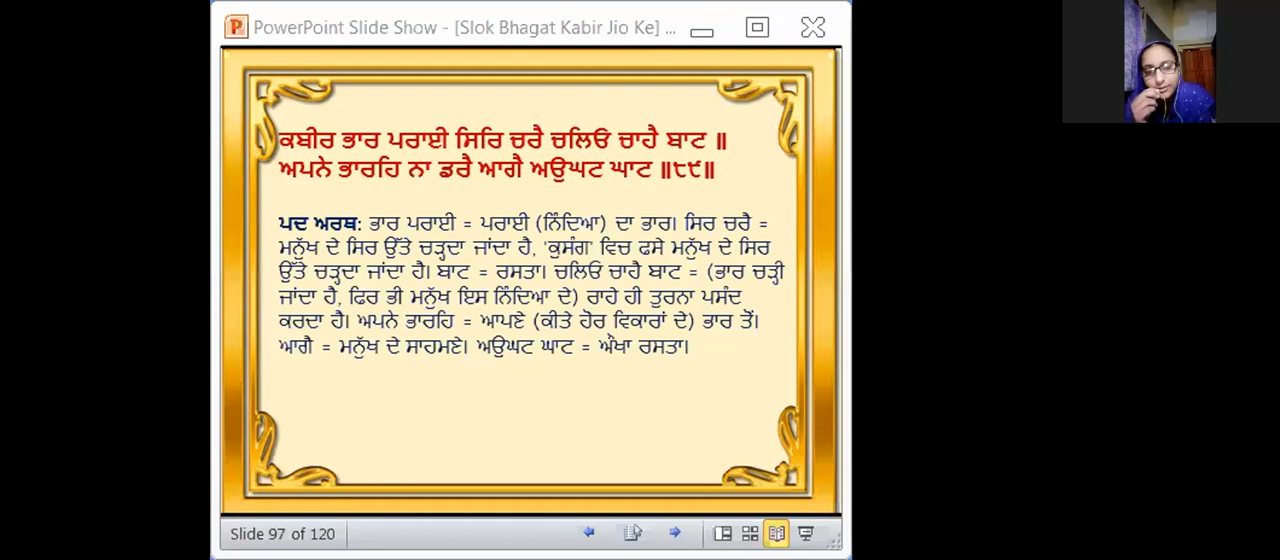 PowerPoint Slide Show - [Slok Bhagat Kabir Jio Ke] ...
ਕਬੀਰ ਭਾਰ ਪਰਾਈ ਸਿਰਿ ਚਰੈ ਚਲਿਓ ਚਾਹੈ ਬਾਟ ॥
ਅਪਨੇ ਭਾਰਹਿ ਨਾ ਡਰੈ ਆਗੈ ਅਉਘਟ ਘਾਟ ॥੮੯॥
ਪਦ ਅਰਥ: ਭਾਰ ਪਰਾਈ = ਪਰਾਈ (ਨਿੰਦਿਆ) ਦਾ ਭਾਰ। ਸਿਰ ਚਰੈ =
ਮਨੁੱਖ ਦੇ ਸਿਰ ਉੱਤੇ ਚੜ੍ਹਦਾ ਜਾਂਦਾ ਹੈ, 'ਕੁਸੰਗ' ਵਿਚ ਫਸੇ ਮਨੁੱਖ ਦੇ ਸਿਰ
ਉੱਤੇ ਚੜ੍ਹਦਾ ਜਾਂਦਾ ਹੈ। ਬਾਟ = ਰਸਤਾ। ਚਲਿਓ ਚਾਹੈ ਬਾਟ = (ਭਾਰ ਚੜ੍ਹੀ
ਜਾਂਦਾ ਹੈ, ਫਿਰ ਭੀ ਮਨੁੱਖ ਇਸ ਨਿੰਦਿਆ ਦੇ) ਰਾਹੇ ਹੀ ਤੁਰਨਾ ਪਸੰਦ
ਕਰਦਾ ਹੈ। ਅਪਨੇ ਭਾਰਹਿ = ਆਪਣੇ (ਕੀਤੇ ਹੋਰ ਵਿਕਾਰਾਂ ਦੇ) ਭਾਰ ਤੋਂ।
ਆਗੈ = ਮਨੁੱਖ ਦੇ ਸਾਹਮਣੇ। ਅਉਘਟ ਘਾਟ = ਔਖਾ ਰਸਤਾ।
Slide 97 of 120